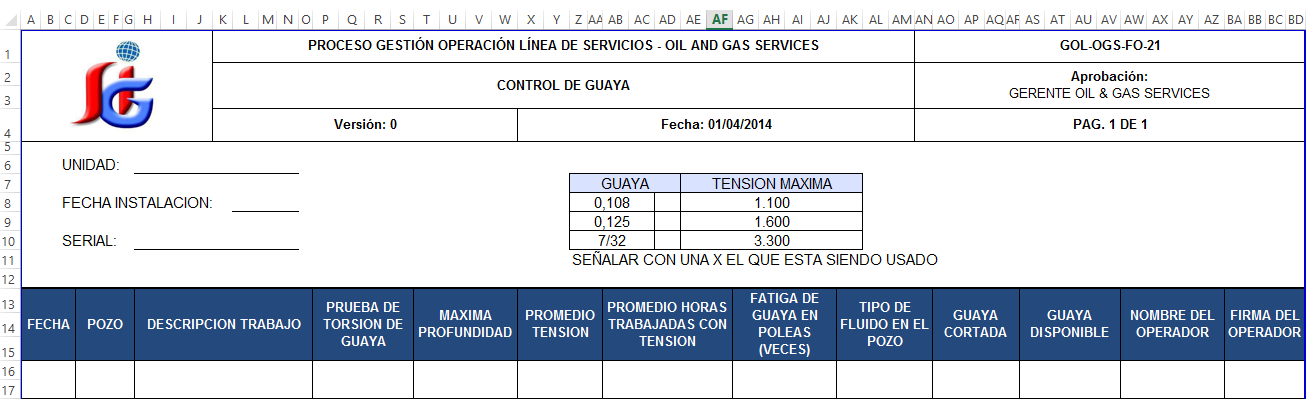 A B C D E F G H I J K L M N O P Q R S T U V W X Y Z AA AB AC AD AE AF AG AH AI AJ AK AL AM AN AO AP AQ AR AS AT AU AV AW AX AY AZ BA BB BC BD
1
2
3
4
5
6
7
8
9
10
11
12
13
14
15
16
17
PROCESO GESTIÓN OPERACIÓN LÍNEA DE SERVICIOS - OIL AND GAS SERVICES
GOL-OGS-FO-21
CONTROL DE GUAYA
Aprobación:
GERENTE OIL & GAS SERVICES
Versión: 0
Fecha: 01/04/2014
PAG. 1 DE 1
UNIDAD:
FECHA INSTALACION:
SERIAL:
GUAYA TENSION MAXIMA
0,108 1.100
0,125 1.600
7/32 3.300
SEÑALAR CON UNA X EL QUE ESTA SIENDO USADO
FECHA
POZO
DESCRIPCION TRABAJO
PRUEBA DE
TORSION DE
GUAYA
MAXIMA
PROFUNDIDAD
PROMEDIO
TENSION
PROMEDIO HORAS
TRABAJADAS CON
TENSION
FATIGA DE
GUAYA EN
POLEAS
(VECES)
TIPO DE
FLUIDO EN EL
POZO
GUAYA
CORTADA
GUAYA
DISPONIBLE
NOMBRE DEL
OPERADOR
FIRMA DEL
OPERADOR